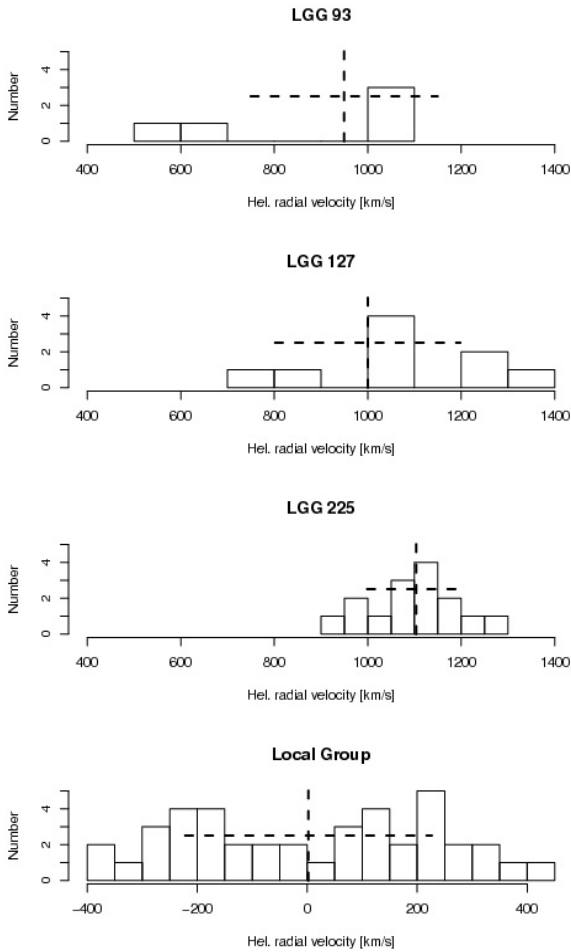 LGG 93
4
2
0
Number
400 600 800 1000 1200 1400
Hel. radial velocity [km/s]
LGG 127
4
2
0
Number
400 600 800 1000 1200 1400
Hel. radial velocity [km/s]
LGG 225
4
2
0
Number
400 600 800 1000 1200 1400
Hel. radial velocity [km/s]
Local Group
4
2
0
Number
−400 −200 0 200 400
Hel. radial velocity [km/s]